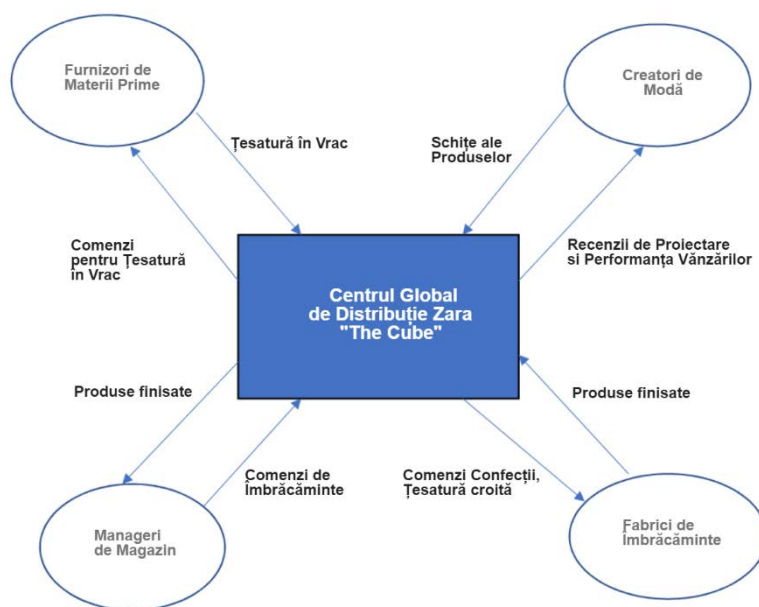 Furnizori de
Materii Prime
Creatori de
Modă
Țesatură în Vrac
Schițe ale
Produselor
Comenzi
pentru Țesatură
în Vrac
Recenzii de Proiectare
si Performanța Vănzărilor
Centrul Global
de Distribuție Zara
"The Cube"
Produse finisate
Produse finisate
Comenzi de
Îmbrăcăminte
Comenzi Confecții,
Țesatură croită
Manageri
de Magazin
Fabrici de
Îmbrăcăminte